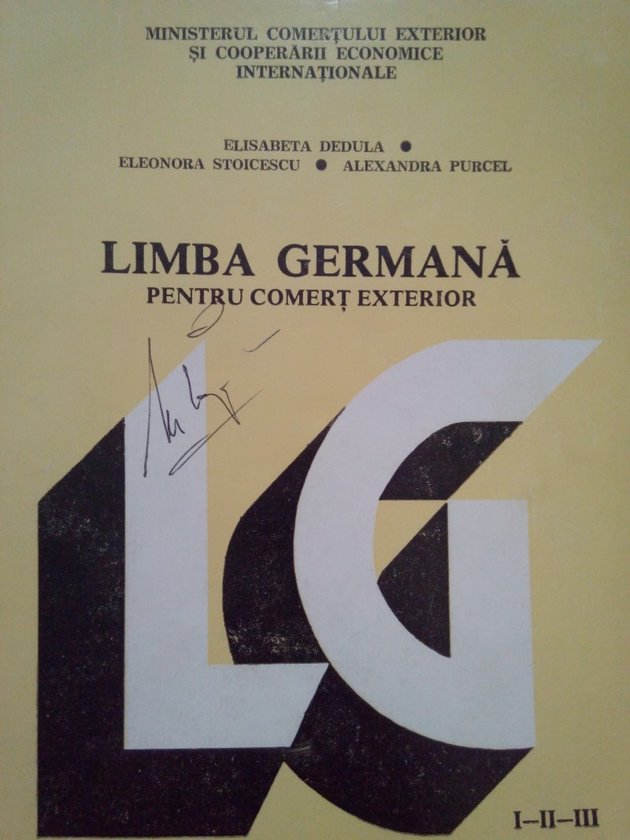 MINISTERUL COMERȚULUI EXTERIOR
ȘI COOPERĂRII ECONOMICE
INTERNAȚIONALE
ELISABETA DEDULA ●
ELEONORA STOICESCU ● ALEXANDRA PURCEL
LIMBA GERMANĂ
PENTRU COMERȚ EXTERIOR
LG
I—II—III